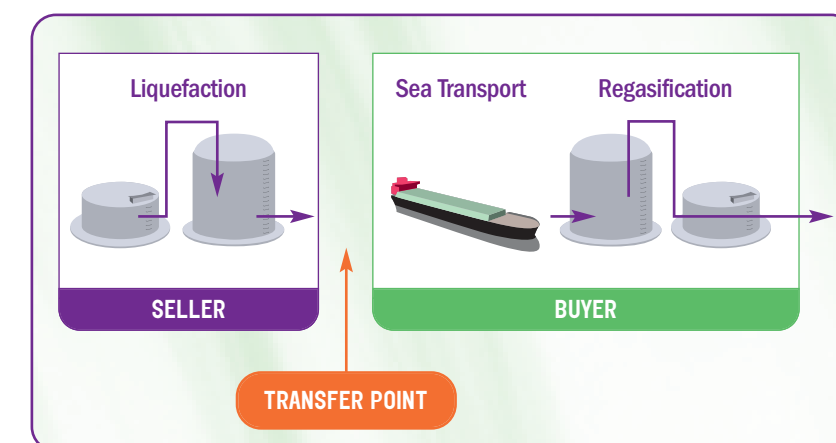 Liquefaction
Sea Transport
Regasification
SELLER
BUYER
TRANSFER POINT